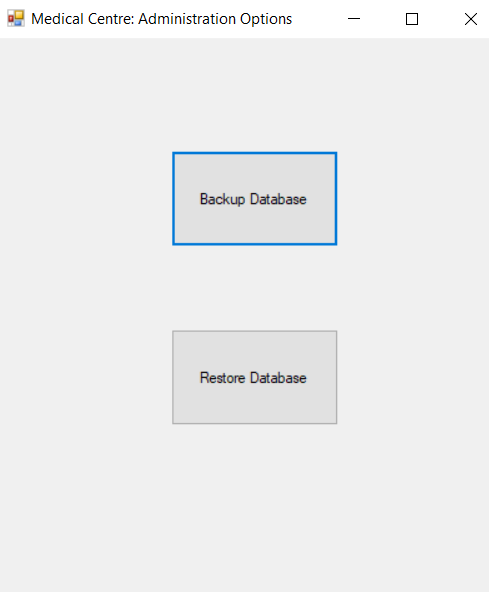 Medical Centre: Administration Options
Backup Database
Restore Database